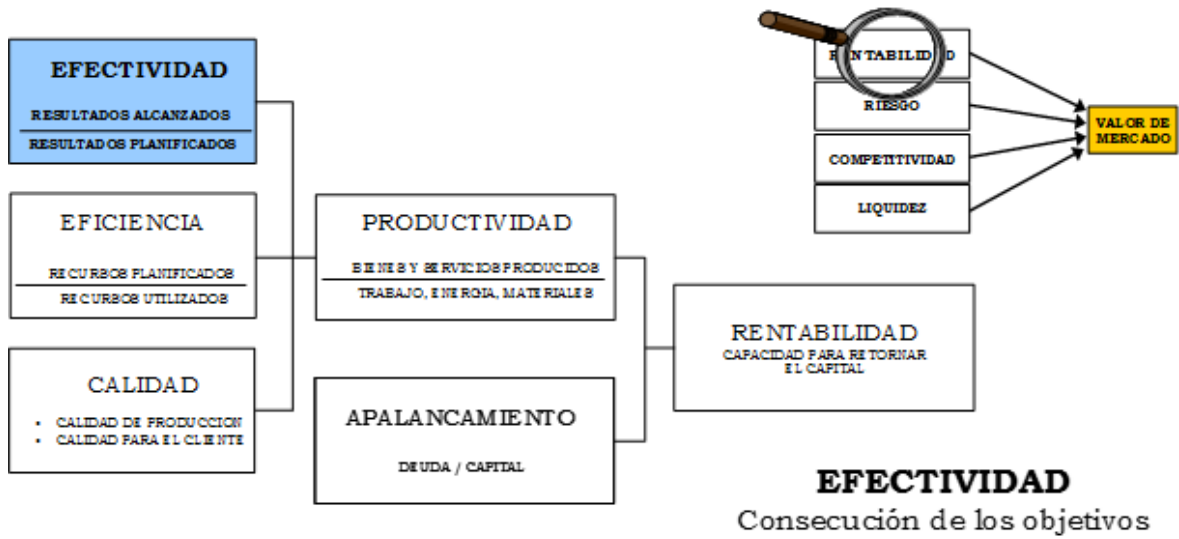 EFECTIVIDAD
RESULTADOS ALCANZADOS
RESULTADOS PLANIFICADOS
EFICIENCIA
RECURSOS PLANIFICADOS
RECURSOS UTILIZADOS
CALIDAD
• CALIDAD DE PRODUCCION
• CALIDAD PARA EL CLIENTE
PRODUCTIVIDAD
BIENES Y SERVICIOS PRODUCIDOS
TRABAJO, ENERGIA, MATERIALES
APALANCAMIENTO
DEUDA / CAPITAL
RENTABILIDAD
CAPACIDAD PARA RETORNAR
EL CAPITAL
RENTABILIDAD
RIESGO
COMPETITIVIDAD
LIQUIDEZ
VALOR DE
MERCADO
EFECTIVIDAD
Consecución de los objetivos